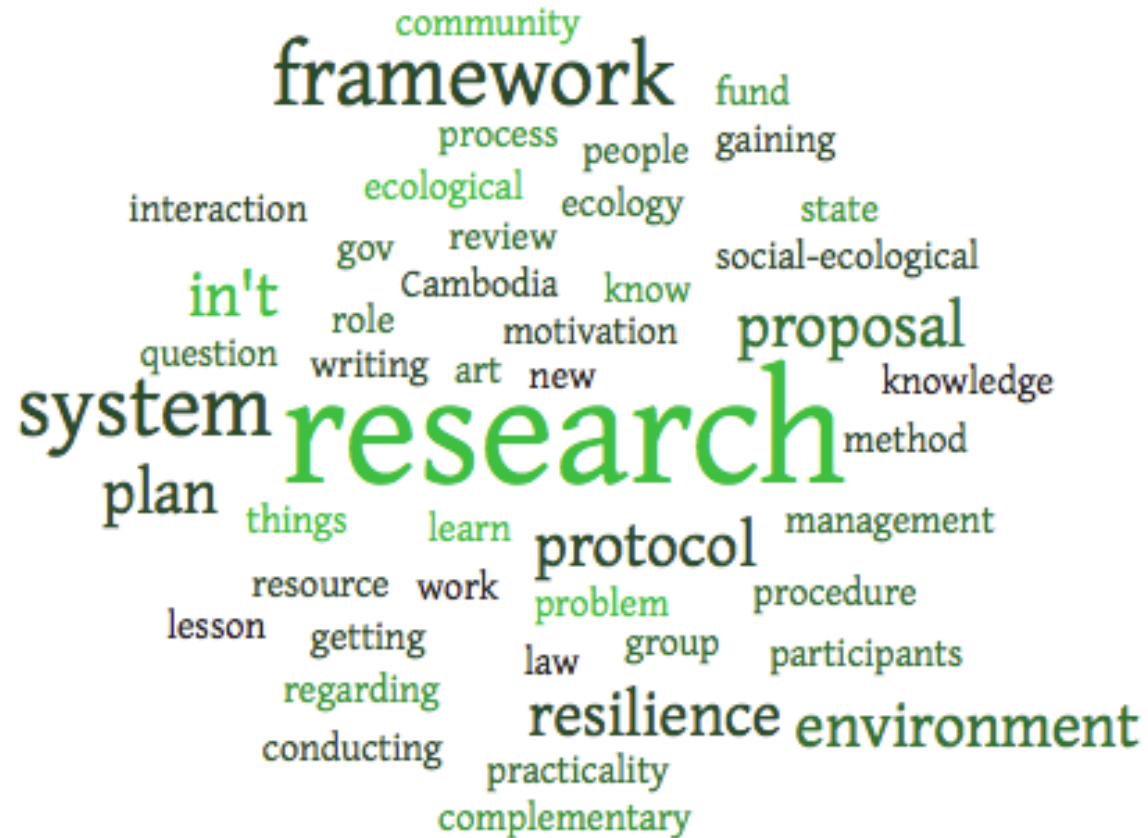 community
framework
fund
process
people
gaining
ecological
ecology
interaction
state
gov
review
social-ecological
in't
Cambodia
know
role
motivation
proposal
question
writing
art
new
knowledge
system
research
method
plan
things
learn
protocol
management
resource
work
problem
procedure
lesson
getting
law
group
participants
regarding
resilience
environment
conducting
practicality
complementary